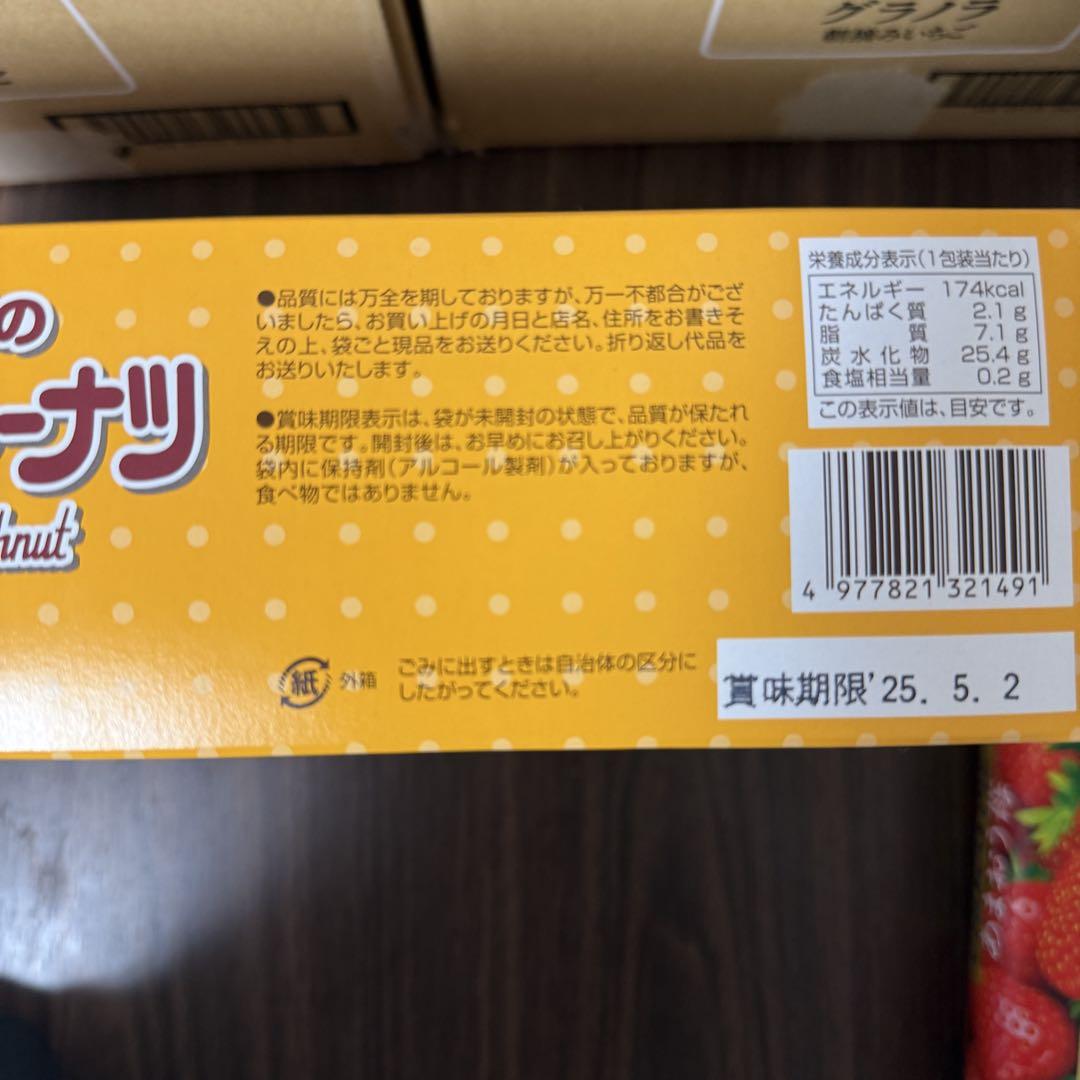 グラノラ
の
ーナツ
hnut
●品質には万全を期しておりますが、万一不都合がござ
いましたら、お買い上げの月日と店名、住所をお書きそ
えの上、袋ごと現品をお送りください。折り返し代品を
お送りいたします。
●賞味期限表示は、袋が未開封の状態で、品質が保たれ
る期限です。開封後は、お早めにお召し上がりください。
袋内に保持剤(アルコール製剤)が入っておりますが、
食べ物ではありません。
紙 外箱
ごみに出すときは自治体の区分に
したがってください。
栄養成分表示(1包装当たり)
エネルギー 174kcal
たんぱく質 2.1g
脂質 7.1g
炭水化物 25.4g
食塩相当量 0.2g
この表示値は、目安です。
4 977821 321491
賞味期限'25. 5. 2